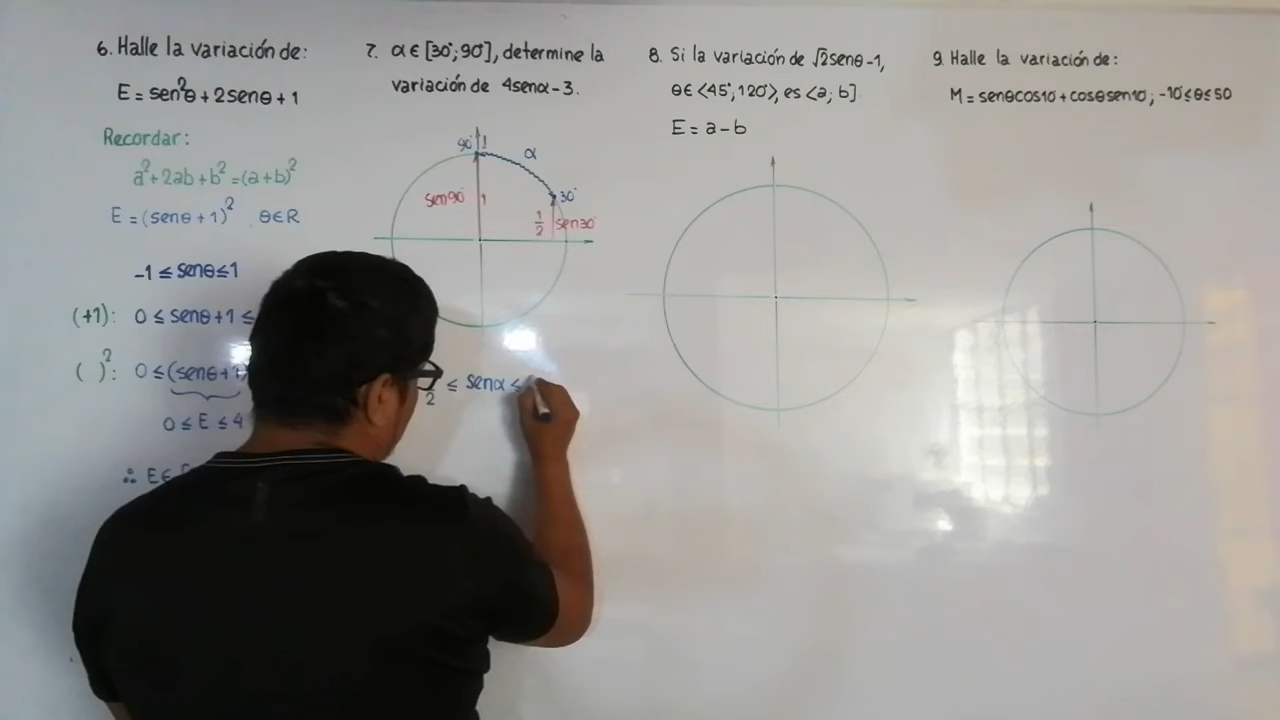 6. Halle la variación de:
E = sen²θ + 2senθ + 1
Recordar:
a² + 2ab + b² = (a+b)²
E = (senθ + 1)² θ∈R
-1 ≤ senθ ≤ 1
(+1): 0 ≤ senθ + 1 ≤
( )²: 0 ≤ (senθ + 1)
0 ≤ E ≤ 4
∴ E∈
7. α ∈ [30°; 90°], determine la
variación de 4senα - 3.
90° 1 α
sen90° 1 30°
1/2 sen30°
2 ≤ senα ≤
8. Si la variación de √2senθ-1,
θ∈<45°; 120°>, es <a; b]
E = a - b
9. Halle la variación de:
M = senθcos10° + cosθsen10°; -10° ≤ θ ≤ 50